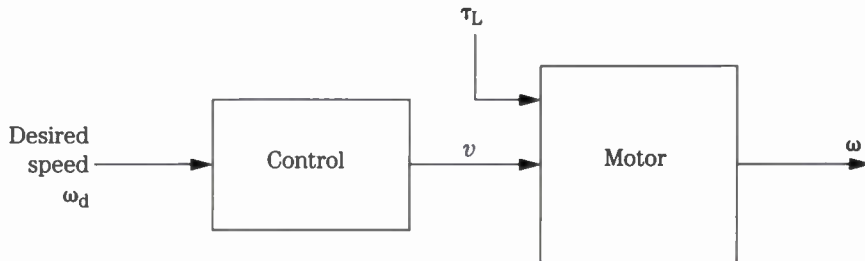 τL
Desired
speed
ωd
Control
v
Motor
ω